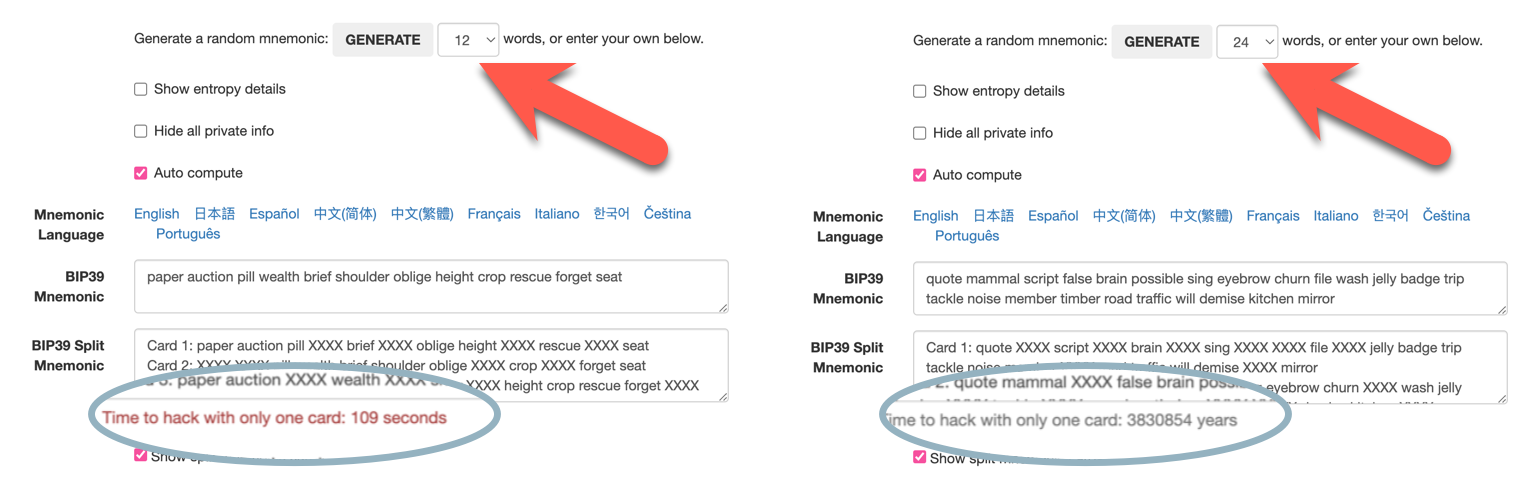 Generate a random mnemonic: GENERATE 12 words, or enter your own below.
Show entropy details
Hide all private info
Auto compute
Mnemonic Language
English 日本語 Español 中文(简体) 中文(繁體) Français Italiano 한국어 Čeština
Português
BIP39 Mnemonic
paper auction pill wealth brief shoulder oblige height crop rescue forget seat
BIP39 Split Mnemonic
Card 1: paper auction pill XXXX brief XXXX oblige height XXXX rescue XXXX seat
Card 2: XXXX XXXX pill wealth brief shoulder oblige XXXX crop XXXX forget seat
3: paper auction XXXX wealth XXXX XXXX height crop rescue forget XXXX
Time to hack with only one card: 109 seconds
Show
Generate a random mnemonic: GENERATE 24 words, or enter your own below.
Show entropy details
Hide all private info
Auto compute
Mnemonic Language
English 日本語 Español 中文(简体) 中文(繁體) Français Italiano 한국어 Čeština
Português
BIP39 Mnemonic
quote mammal script false brain possible sing eyebrow churn file wash jelly badge trip
tackle noise member timber road traffic will demise kitchen mirror
BIP39 Split Mnemonic
Card 1: quote XXXX script XXXX brain XXXX sing XXXX XXXX file XXXX jelly badge trip
tackle noise traffic will demise XXXX mirror
2: quote mammal XXXX false brain eyebrow churn XXXX wash jelly
Time to hack with only one card: 3830854 years
Show split